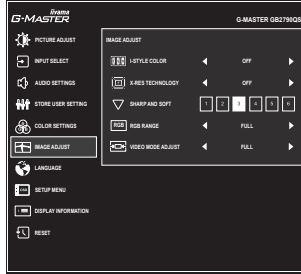 iiyama
G-MASTER
G-MASTER GB2790QS
PICTURE ADJUST
INPUT SELECT
AUDIO SETTINGS
STORE USER SETTING
COLOR SETTINGS
IMAGE ADJUST
LANGUAGE
OSD SETUP MENU
DISPLAY INFORMATION
RESET
IMAGE ADJUST
I-STYLE COLOR OFF
X-RES TECHNOLOGY OFF
SHARP AND SOFT 1 2 3 4 5 6
RGB RGB RANGE FULL
VIDEO MODE ADJUST FULL